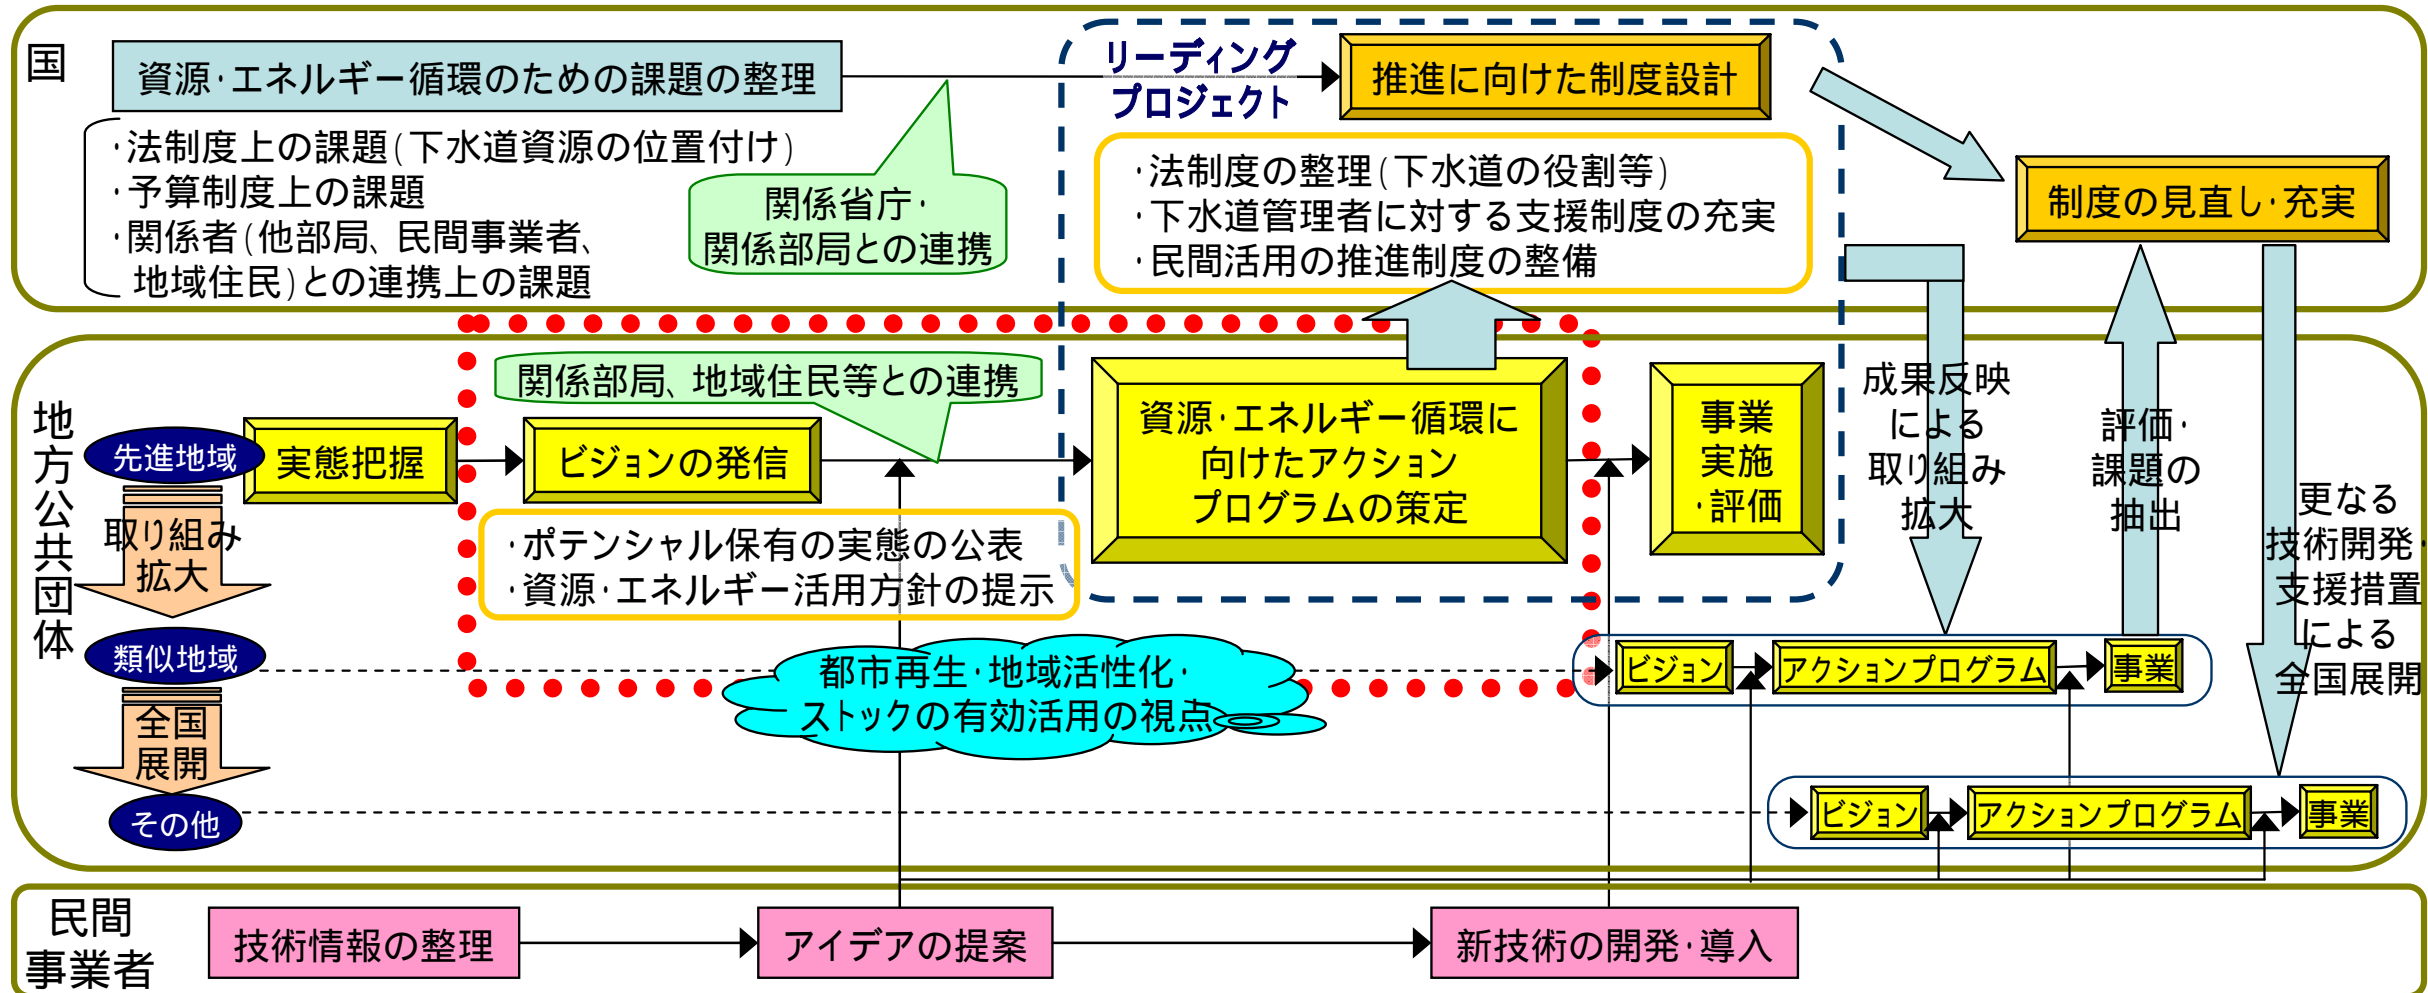 国
資源・エネルギー循環のための課題の整理
・法制度上の課題(下水道資源の位置付け)
・予算制度上の課題
・関係者(他部局、民間事業者、
地域住民)との連携上の課題
関係省庁・
関係部局との連携
リーディング
プロジェクト
推進に向けた制度設計
・法制度の整理(下水道の役割等)
・下水道管理者に対する支援制度の充実
・民間活用の推進制度の整備
制度の見直し・充実
地方公共団体
先進地域
取り組み
拡大
類似地域
全国
展開
その他
実態把握
関係部局、地域住民等との連携
ビジョンの発信
・ポテンシャル保有の実態の公表
・資源・エネルギー活用方針の提示
資源・エネルギー循環に
向けたアクション
プログラムの策定
事業
実施
・評価
成果反映
による
取り組み
拡大
評価・
課題の
抽出
更なる
技術開発・
支援措置
による
全国展開
都市再生・地域活性化・
ストックの有効活用の視点
ビジョン
アクションプログラム
事業
ビジョン
アクションプログラム
事業
民間
事業者
技術情報の整理
アイデアの提案
新技術の開発・導入